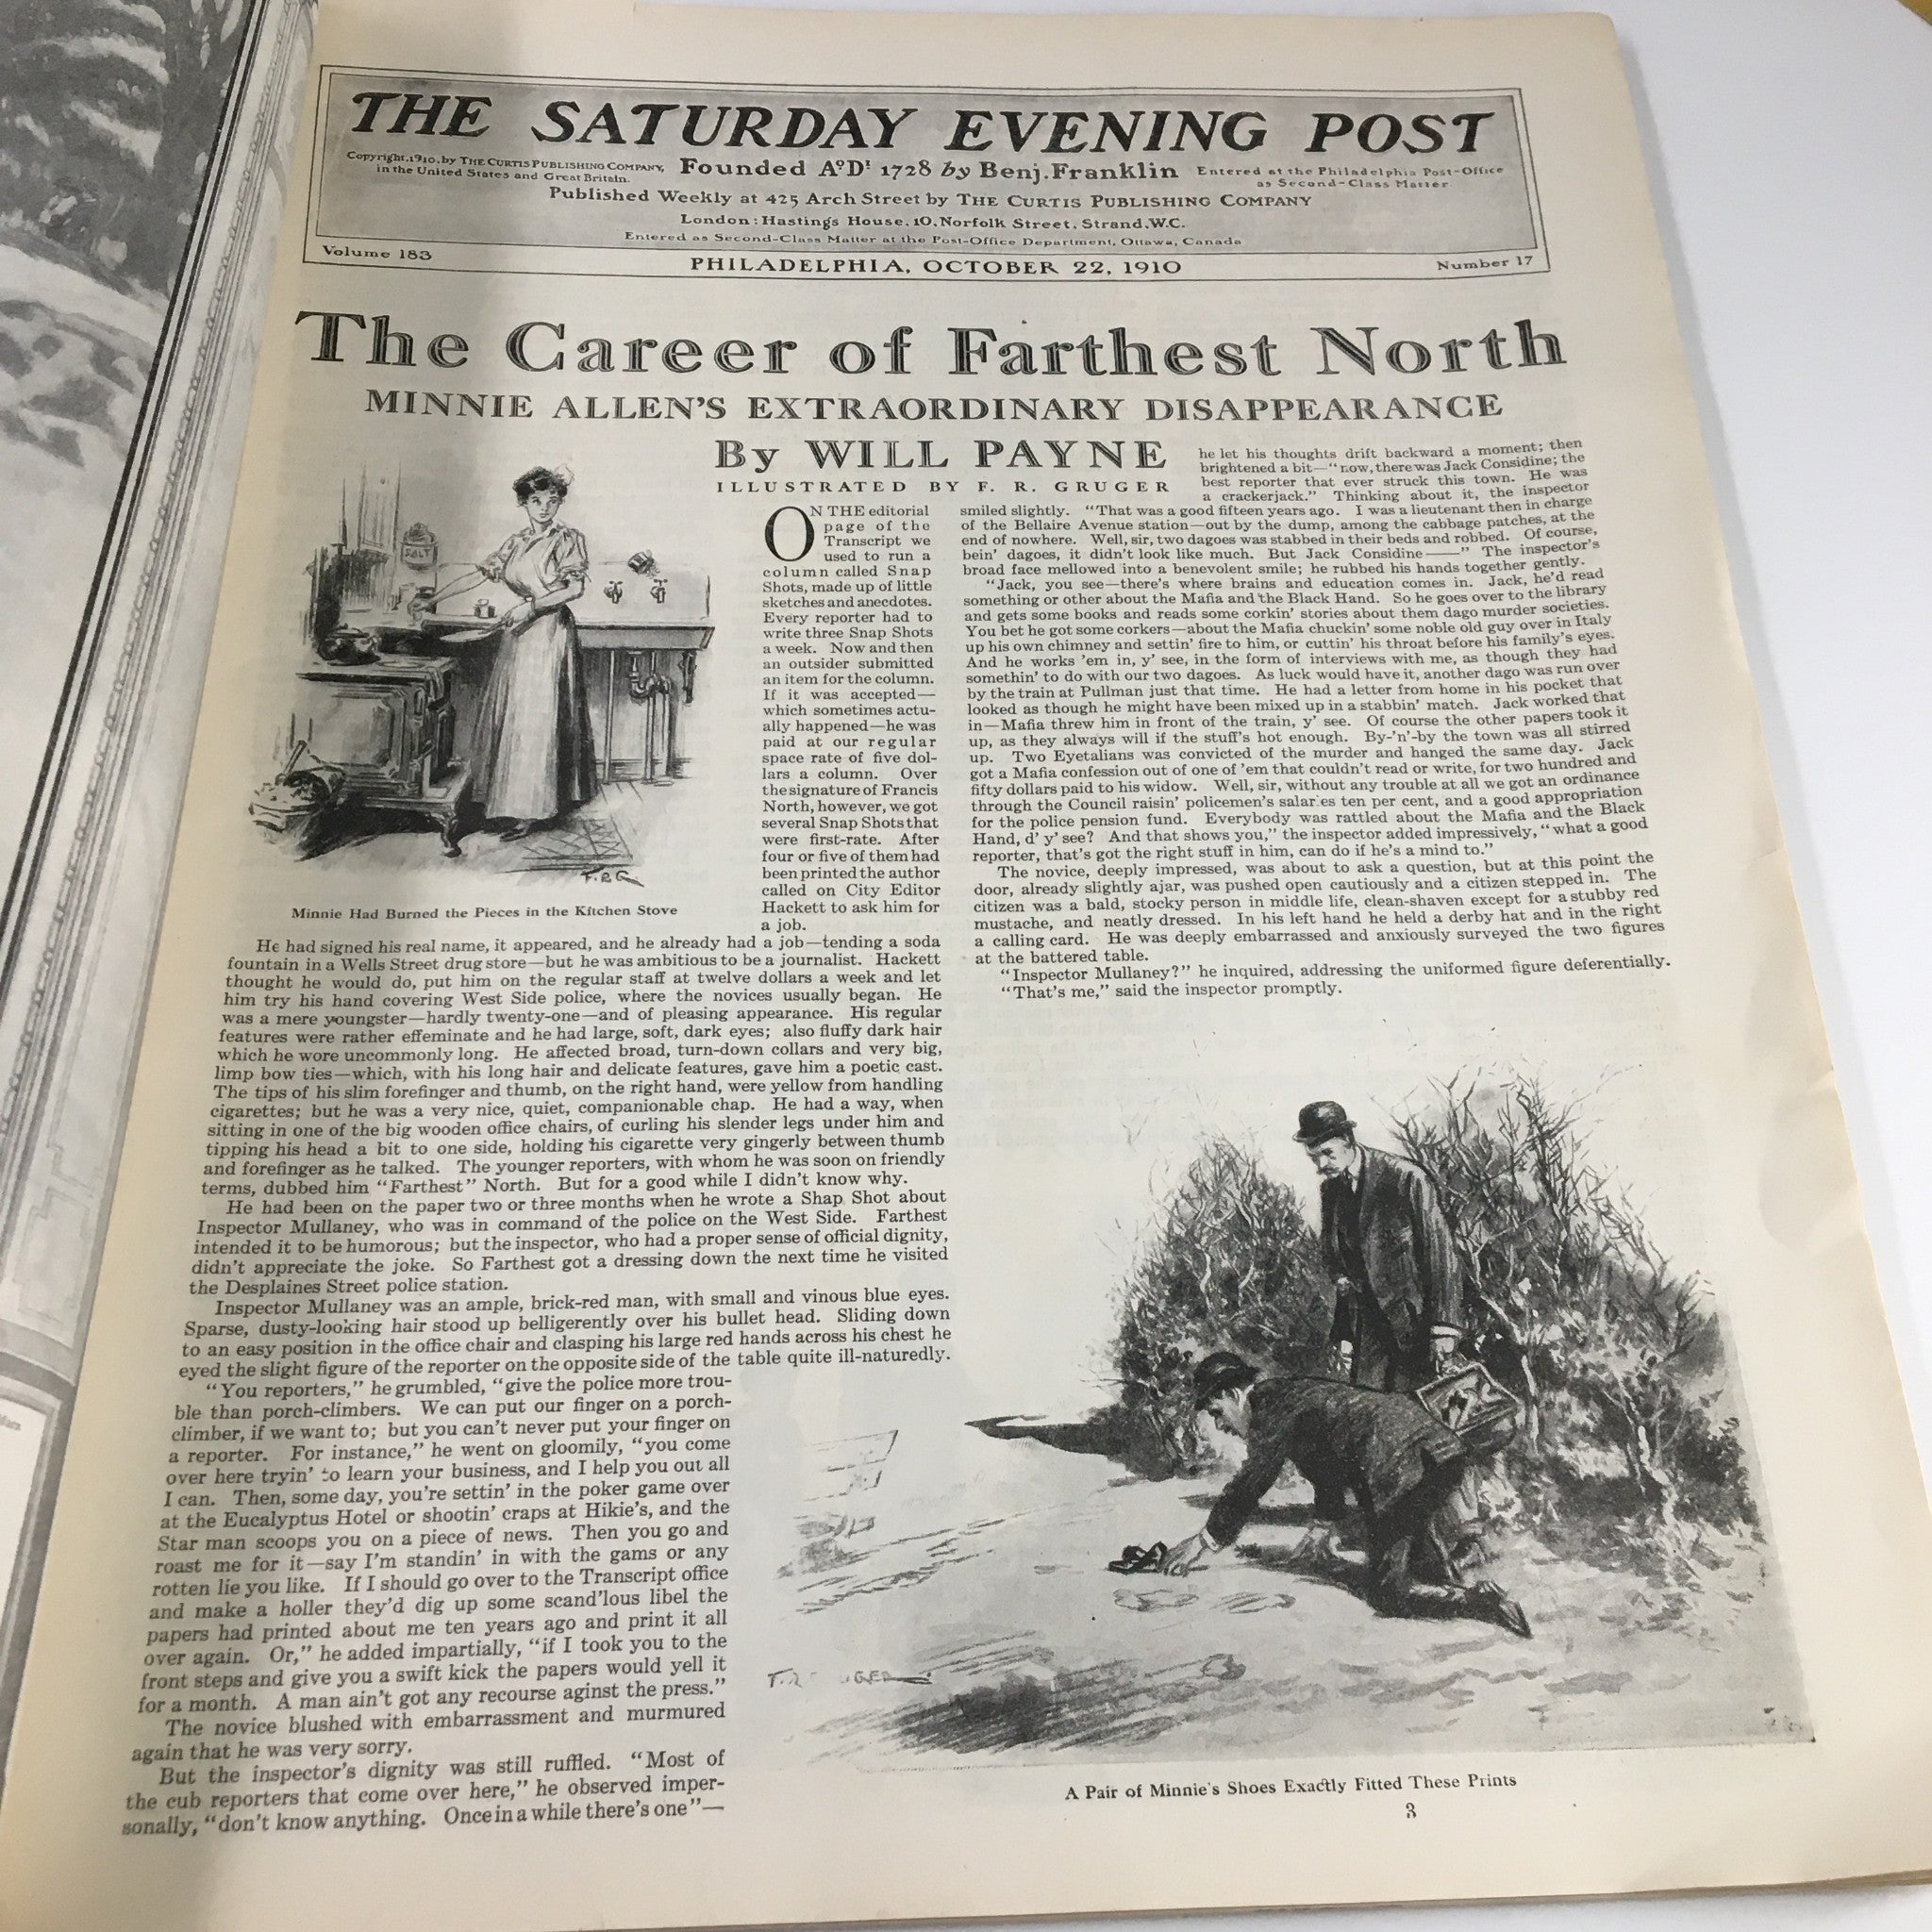 THE SATURDAY EVENING POST
Copyright, 1910, by THE CURTIS PUBLISHING COMPANY,
in the United States and Great Britain.
Founded A.º D.ⁱ 1728 by Benj. Franklin
Entered at the Philadelphia Post-Office
as Second-Class Matter
Published Weekly at 425 Arch Street by THE CURTIS PUBLISHING COMPANY
London: Hastings House, 10, Norfolk Street, Strand, W.C.
Entered as Second-Class Matter at the Post-Office Department, Ottawa, Canada
Volume 183
PHILADELPHIA, OCTOBER 22, 1910
Number 17
The Career of Farthest North
MINNIE ALLEN'S EXTRAORDINARY DISAPPEARANCE
By WILL PAYNE
ILLUSTRATED BY F. R. GRUGER
SALT
F.R.G
Minnie Had Burned the Pieces in the Kitchen Stove
ON THE editorial
page of the
Transcript we
used to run a
column called Snap
Shots, made up of little
sketches and anecdotes.
Every reporter had to
write three Snap Shots
a week. Now and then
an outsider submitted
an item for the column.
If it was accepted—
which sometimes actu-
ally happened—he was
paid at our regular
space rate of five dol-
lars a column. Over
the signature of Francis
North, however, we got
several Snap Shots that
were first-rate. After
four or five of them had
been printed the author
called on City Editor
Hackett to ask him for
a job.
He had signed his real name, it appeared, and he already had a job—tending a soda
fountain in a Wells Street drug store—but he was ambitious to be a journalist. Hackett
thought he would do, put him on the regular staff at twelve dollars a week and let
him try his hand covering West Side police, where the novices usually began. He
was a mere youngster—hardly twenty-one—and of pleasing appearance. His regular
features were rather effeminate and he had large, soft, dark eyes; also fluffy dark hair
which he wore uncommonly long. He affected broad, turn-down collars and very big,
limp bow ties—which, with his long hair and delicate features, gave him a poetic cast.
The tips of his slim forefinger and thumb, on the right hand, were yellow from handling
cigarettes; but he was a very nice, quiet, companionable chap. He had a way, when
sitting in one of the big wooden office chairs, of curling his slender legs under him and
tipping his head a bit to one side, holding his cigarette very gingerly between thumb
and forefinger as he talked. The younger reporters, with whom he was soon on friendly
terms, dubbed him "Farthest" North. But for a good while I didn't know why.
He had been on the paper two or three months when he wrote a Snap Shot about
Inspector Mullaney, who was in command of the police on the West Side. Farthest
intended it to be humorous; but the inspector, who had a proper sense of official dignity,
didn't appreciate the joke. So Farthest got a dressing down the next time he visited
the Desplaines Street police station.
Inspector Mullaney was an ample, brick-red man, with small and vinous blue eyes.
Sparse, dusty-looking hair stood up belligerently over his bullet head. Sliding down
to an easy position in the office chair and clasping his large red hands across his chest he
eyed the slight figure of the reporter on the opposite side of the table quite ill-naturedly.
"You reporters," he grumbled, "give the police more trou-
ble than porch-climbers. We can put our finger on a porch-
climber, if we want to; but you can't never put your finger on
a reporter. For instance," he went on gloomily, "you come
over here tryin' to learn your business, and I help you out all
I can. Then, some day, you're settin' in the poker game over
at the Eucalyptus Hotel or shootin' craps at Hikie's, and the
Star man scoops you on a piece of news. Then you go and
roast me for it—say I'm standin' in with the gams or any
rotten lie you like. If I should go over to the Transcript office
and make a holler they'd dig up some scand'lous libel the
papers had printed about me ten years ago and print it all
over again. Or," he added impartially, "if I took you to the
front steps and give you a swift kick the papers would yell it
for a month. A man ain't got any recourse aginst the press."
The novice blushed with embarrassment and murmured
again that he was very sorry.
But the inspector's dignity was still ruffled. "Most of
the cub reporters that come over here," he observed imper-
sonally, "don't know anything. Once in a while there's one"—
he let his thoughts drift backward a moment; then
brightened a bit—"now, there was Jack Considine; the
best reporter that ever struck this town. He was
a crackerjack." Thinking about it, the inspector
smiled slightly. "That was a good fifteen years ago. I was a lieutenant then in charge
of the Bellaire Avenue station—out by the dump, among the cabbage patches, at the
end of nowhere. Well, sir, two dagoes was stabbed in their beds and robbed. Of course,
bein' dagoes, it didn't look like much. But Jack Considine——" The inspector's
broad face mellowed into a benevolent smile; he rubbed his hands together gently.
"Jack, you see—there's where brains and education comes in. Jack, he'd read
something or other about the Mafia and the Black Hand. So he goes over to the library
and gets some books and reads some corkin' stories about them dago murder societies.
You bet he got some corkers—about the Mafia chuckin' some noble old guy over in Italy
up his own chimney and settin' fire to him, or cuttin' his throat before his family's eyes.
And he works 'em in, y' see, in the form of interviews with me, as though they had
somethin' to do with our two dagoes. As luck would have it, another dago was run over
by the train at Pullman just that time. He had a letter from home in his pocket that
looked as though he might have been mixed up in a stabbin' match. Jack worked that
in—Mafia threw him in front of the train, y' see. Of course the other papers took it
up, as they always will if the stuff's hot enough. By-'n'-by the town was all stirred
up. Two Eyetalians was convicted of the murder and hanged the same day. Jack
got a Mafia confession out of one of 'em that couldn't read or write, for two hundred and
fifty dollars paid to his widow. Well, sir, without any trouble at all we got an ordinance
through the Council raisin' policemen's salaries ten per cent, and a good appropriation
for the police pension fund. Everybody was rattled about the Mafia and the Black
Hand, d' y' see? And that shows you," the inspector added impressively, "what a good
reporter, that's got the right stuff in him, can do if he's a mind to."
The novice, deeply impressed, was about to ask a question, but at this point the
door, already slightly ajar, was pushed open cautiously and a citizen stepped in. The
citizen was a bald, stocky person in middle life, clean-shaven except for a stubby red
mustache, and neatly dressed. In his left hand he held a derby hat and in the right
a calling card. He was deeply embarrassed and anxiously surveyed the two figures
at the battered table.
"Inspector Mullaney?" he inquired, addressing the uniformed figure deferentially.
"That's me," said the inspector promptly.
A Pair of Minnie's Shoes Exactly Fitted These Prints
3